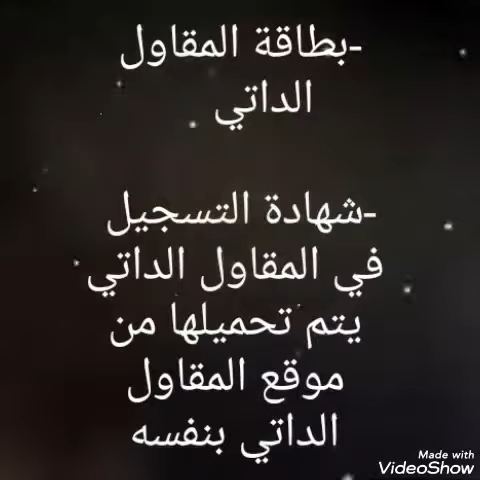 -بطاقة المقاول
الداتي
-شهادة التسجيل
في المقاول الداتي
يتم تحميلها من
موقع المقاول
الداتي بنفسه
Made with
VideoShow